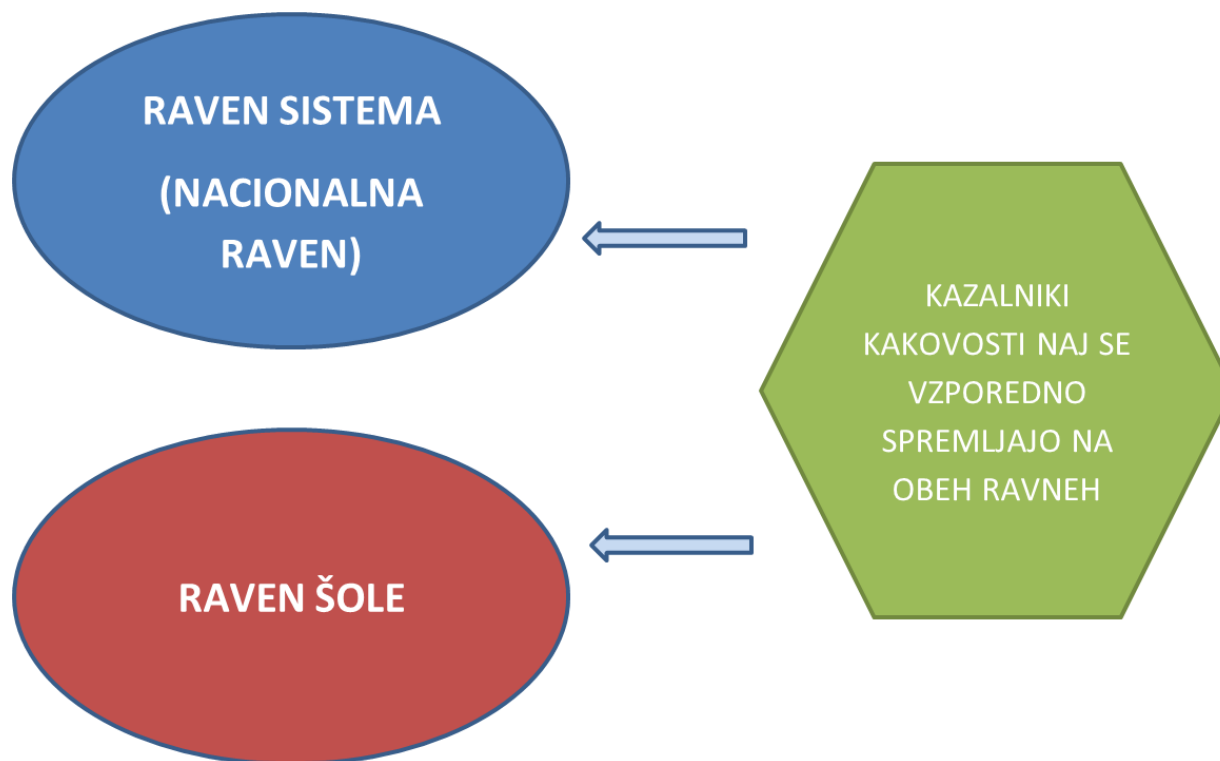 RAVEN SISTEMA
(NACIONALNA
RAVEN)
KAZALNIKI
KAKOVOSTI NAJ SE
VZPOREDNO
SPREMLJAJO NA
OBEH RAVNEH
RAVEN ŠOLE